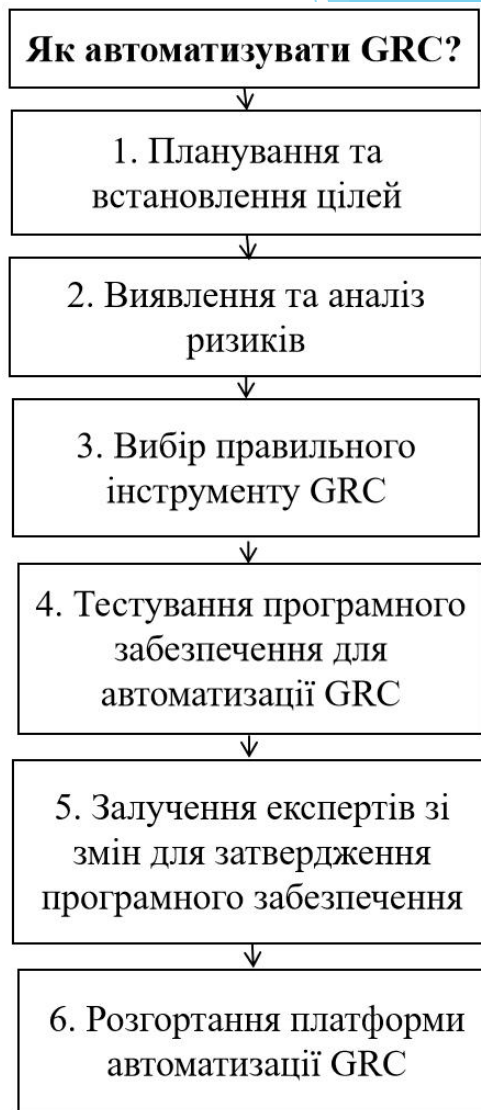 Як автоматизувати GRC?
1. Планування та
встановлення цілей
2. Виявлення та аналіз
ризиків
3. Вибір правильного
інструменту GRC
4. Тестування програмного
забезпечення для
автоматизації GRC
5. Залучення експертів зі
змін для затвердження
програмного забезпечення
6. Розгортання платформи
автоматизації GRC